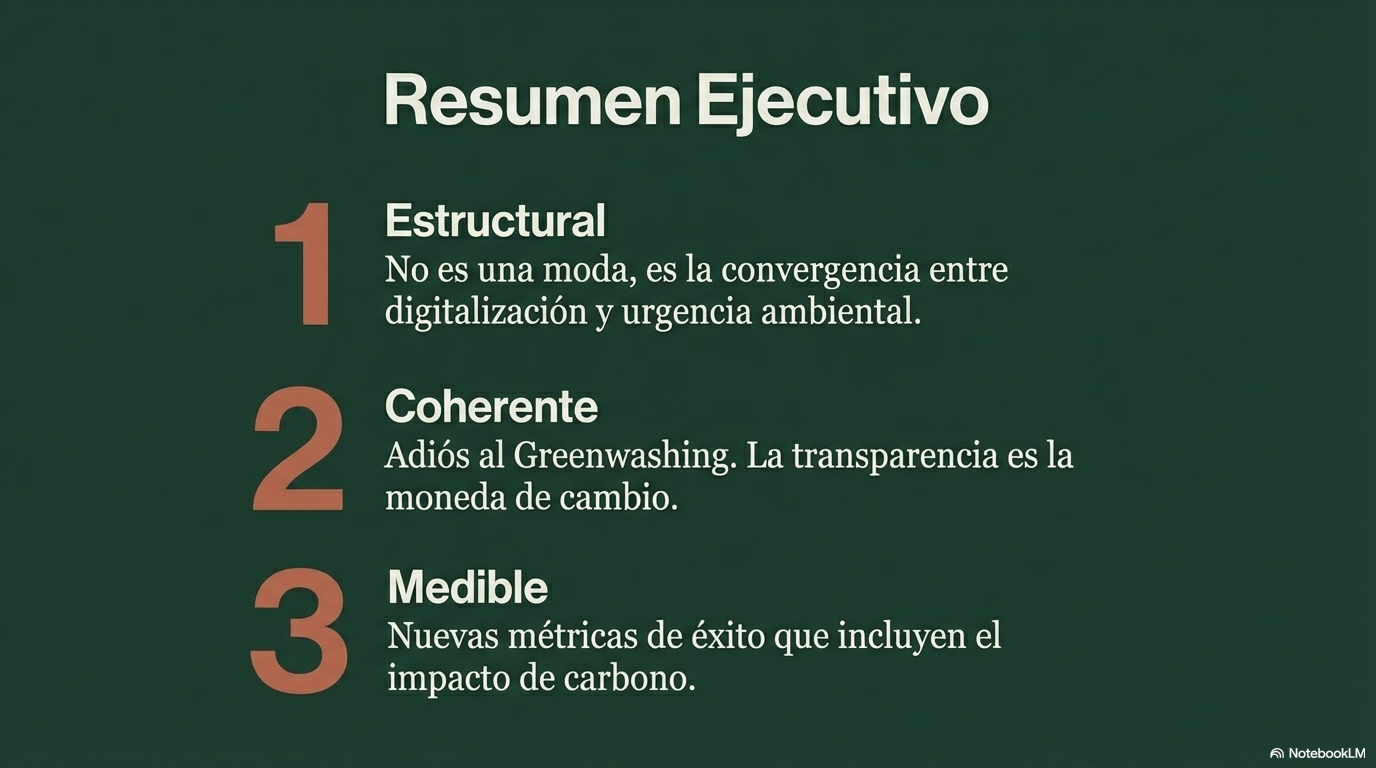 Resumen Ejecutivo
1
Estructural
No es una moda, es la convergencia entre
digitalización y urgencia ambiental.
2
Coherente
Adiós al Greenwashing. La transparencia es la
moneda de cambio.
3
Medible
Nuevas métricas de éxito que incluyen el
impacto de carbono.
NotebookLM